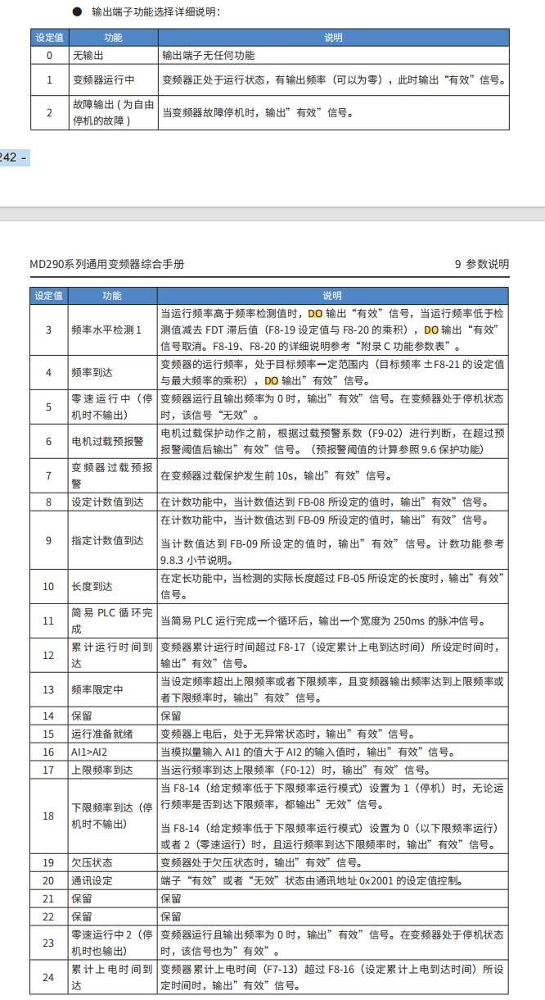 ● 输出端子功能选择详细说明：
设定值 功能 说明
0 无输出 输出端子无任何功能
1 变频器运行中 变频器正处于运行状态，有输出频率（可以为零），此时输出“有效”信号。
2 故障输出 ( 为自由停机的故障 ) 当变频器故障停机时，输出”有效”信号。
242 -
MD290系列通用变频器综合手册 9 参数说明
设定值 功能 说明
3 频率水平检测 1 当运行频率高于频率检测值时，DO 输出“有效”信号，当运行频率低于检
测值减去 FDT 滞后值（F8-19 设定值与 F8-20 的乘积），DO 输出“有效”
信号取消。F8-19、F8-20 的详细说明参考“附录 C 功能参数表”。
4 频率到达 变频器的运行频率，处于目标频率一定范围内（目标频率 ±F8-21 的设定值
与最大频率的乘积），DO 输出”有效”信号。
5 零速运行中（停机时不输出） 变频器运行且输出频率为 0 时，输出”有效”信号。在变频器处于停机状态
时，该信号“无效”。
6 电机过载预报警 电机过载保护动作之前，根据过载预警系数（F9-02）进行判断，在超过预
报警阈值后输出”有效”信号。（预报警阈值的计算参照 9.6 保护功能）
7 变频器过载预报警 在变频器过载保护发生前 10s，输出”有效”信号。
8 设定计数值到达 在计数功能中，当计数值达到 FB-08 所设定的值时，输出”有效”信号。
9 指定计数值到达 在计数功能中，当计数值达到 FB-09 所设定的值时，输出”有效”信号。
当计数值达到 FB-09 所设定的值时，输出”有效”信号。计数功能参考
9.8.3 小节说明。
10 长度到达 在定长功能中，当检测的实际长度超过 FB-05 所设定的长度时，输出”有效”
信号。
11 简易 PLC 循环完成 当简易 PLC 运行完成一个循环后，输出一个宽度为 250ms 的脉冲信号。
12 累计运行时间到达 变频器累计运行时间超过 F8-17（设定累计上电到达时间）所设定时间时，
输出”有效”信号。
13 频率限定中 当设定频率超出上限频率或者下限频率，且变频器输出频率达到上限频率或
者下限频率时，输出”有效”信号。
14 保留 保留
15 运行准备就绪 变频器上电后，处于无异常状态时，输出”有效”信号。
16 AI1>AI2 当模拟量输入 AI1 的值大于 AI2 的输入值时，输出”有效”信号。
17 上限频率到达 当运行频率到达上限频率（F0-12）时，输出”有效”信号。
18 下限频率到达（停机时不输出） 当 F8-14（给定频率低于下限频率运行模式）设置为 1（停机）时，无论运
行频率是否到达下限频率，都输出”无效”信号。
当 F8-14（给定频率低于下限频率运行模式）设置为 0（以下限频率运行）
或者 2（零速运行）时，且运行频率到达下限频率时，输出”有效”信号。
19 欠压状态 变频器处于欠压状态时，输出”有效”信号。
20 通讯设定 端子“有效”或者“无效”状态由通讯地址 0x2001 的设定值控制。
21 保留 保留
22 保留 保留
23 零速运行中 2（停机时也输出） 变频器运行且输出频率为 0 时，输出”有效”信号。在变频器处于停机状态
时，该信号也为”有效”。
24 累计上电时间到达 变频器累计上电时间（F7-13）超过 F8-16（设定累计上电到达时间）所设
定时间时，输出”有效”信号。